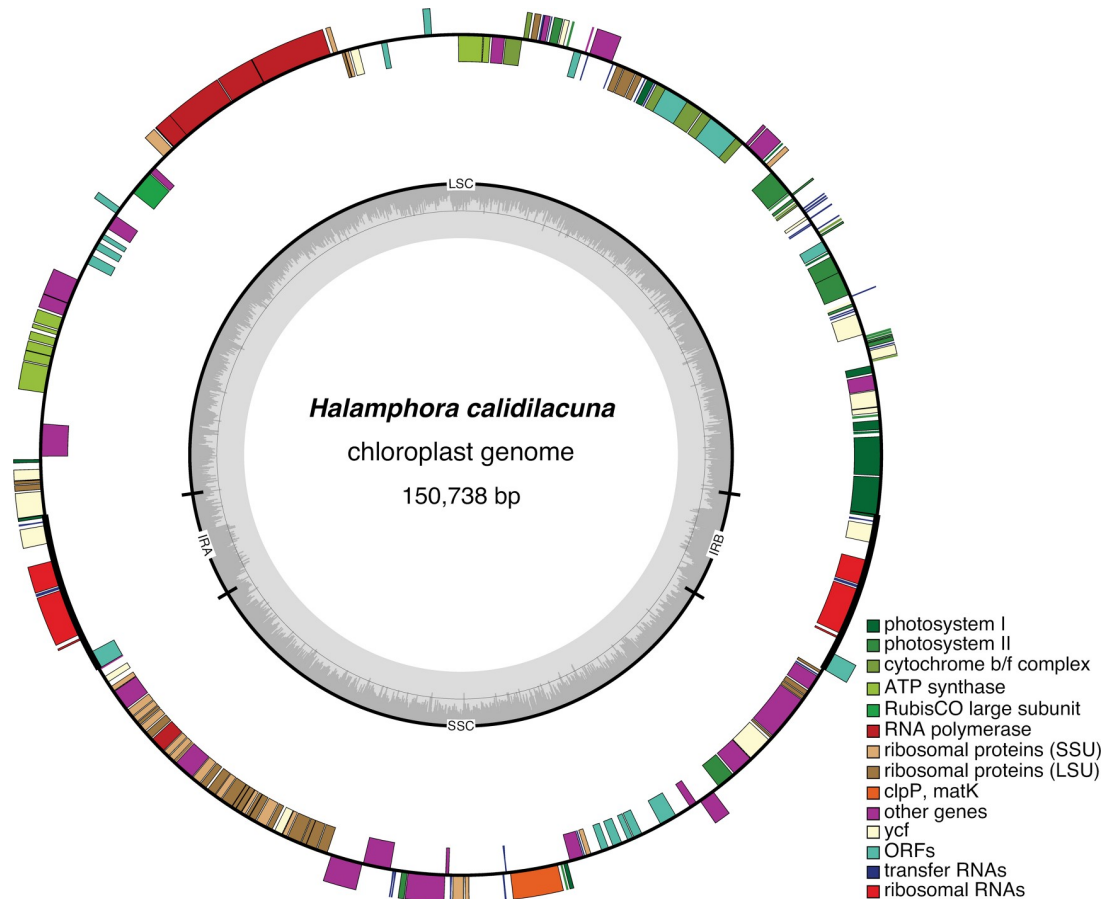 LSC
Halamphora calidilacuna
chloroplast genome
150,738 bp
IRA
IRB
SSC
photosystem I
photosystem II
cytochrome b/f complex
ATP synthase
RubisCO large subunit
RNA polymerase
ribosomal proteins (SSU)
ribosomal proteins (LSU)
clpP, matK
other genes
ycf
ORFs
transfer RNAs
ribosomal RNAs